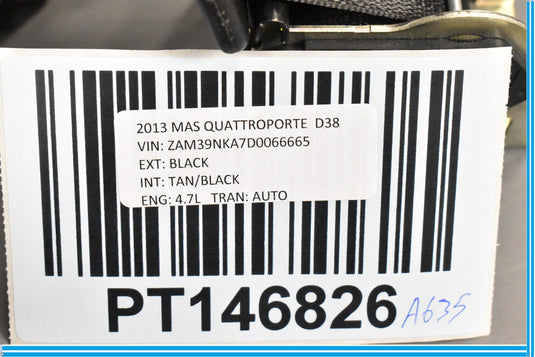 2013 MAS QUATTROPORTE D38
VIN: ZAM39NKA7D0066665
EXT: BLACK
INT: TAN/BLACK
ENG: 4.7L TRAN: AUTO
PT146826 A635